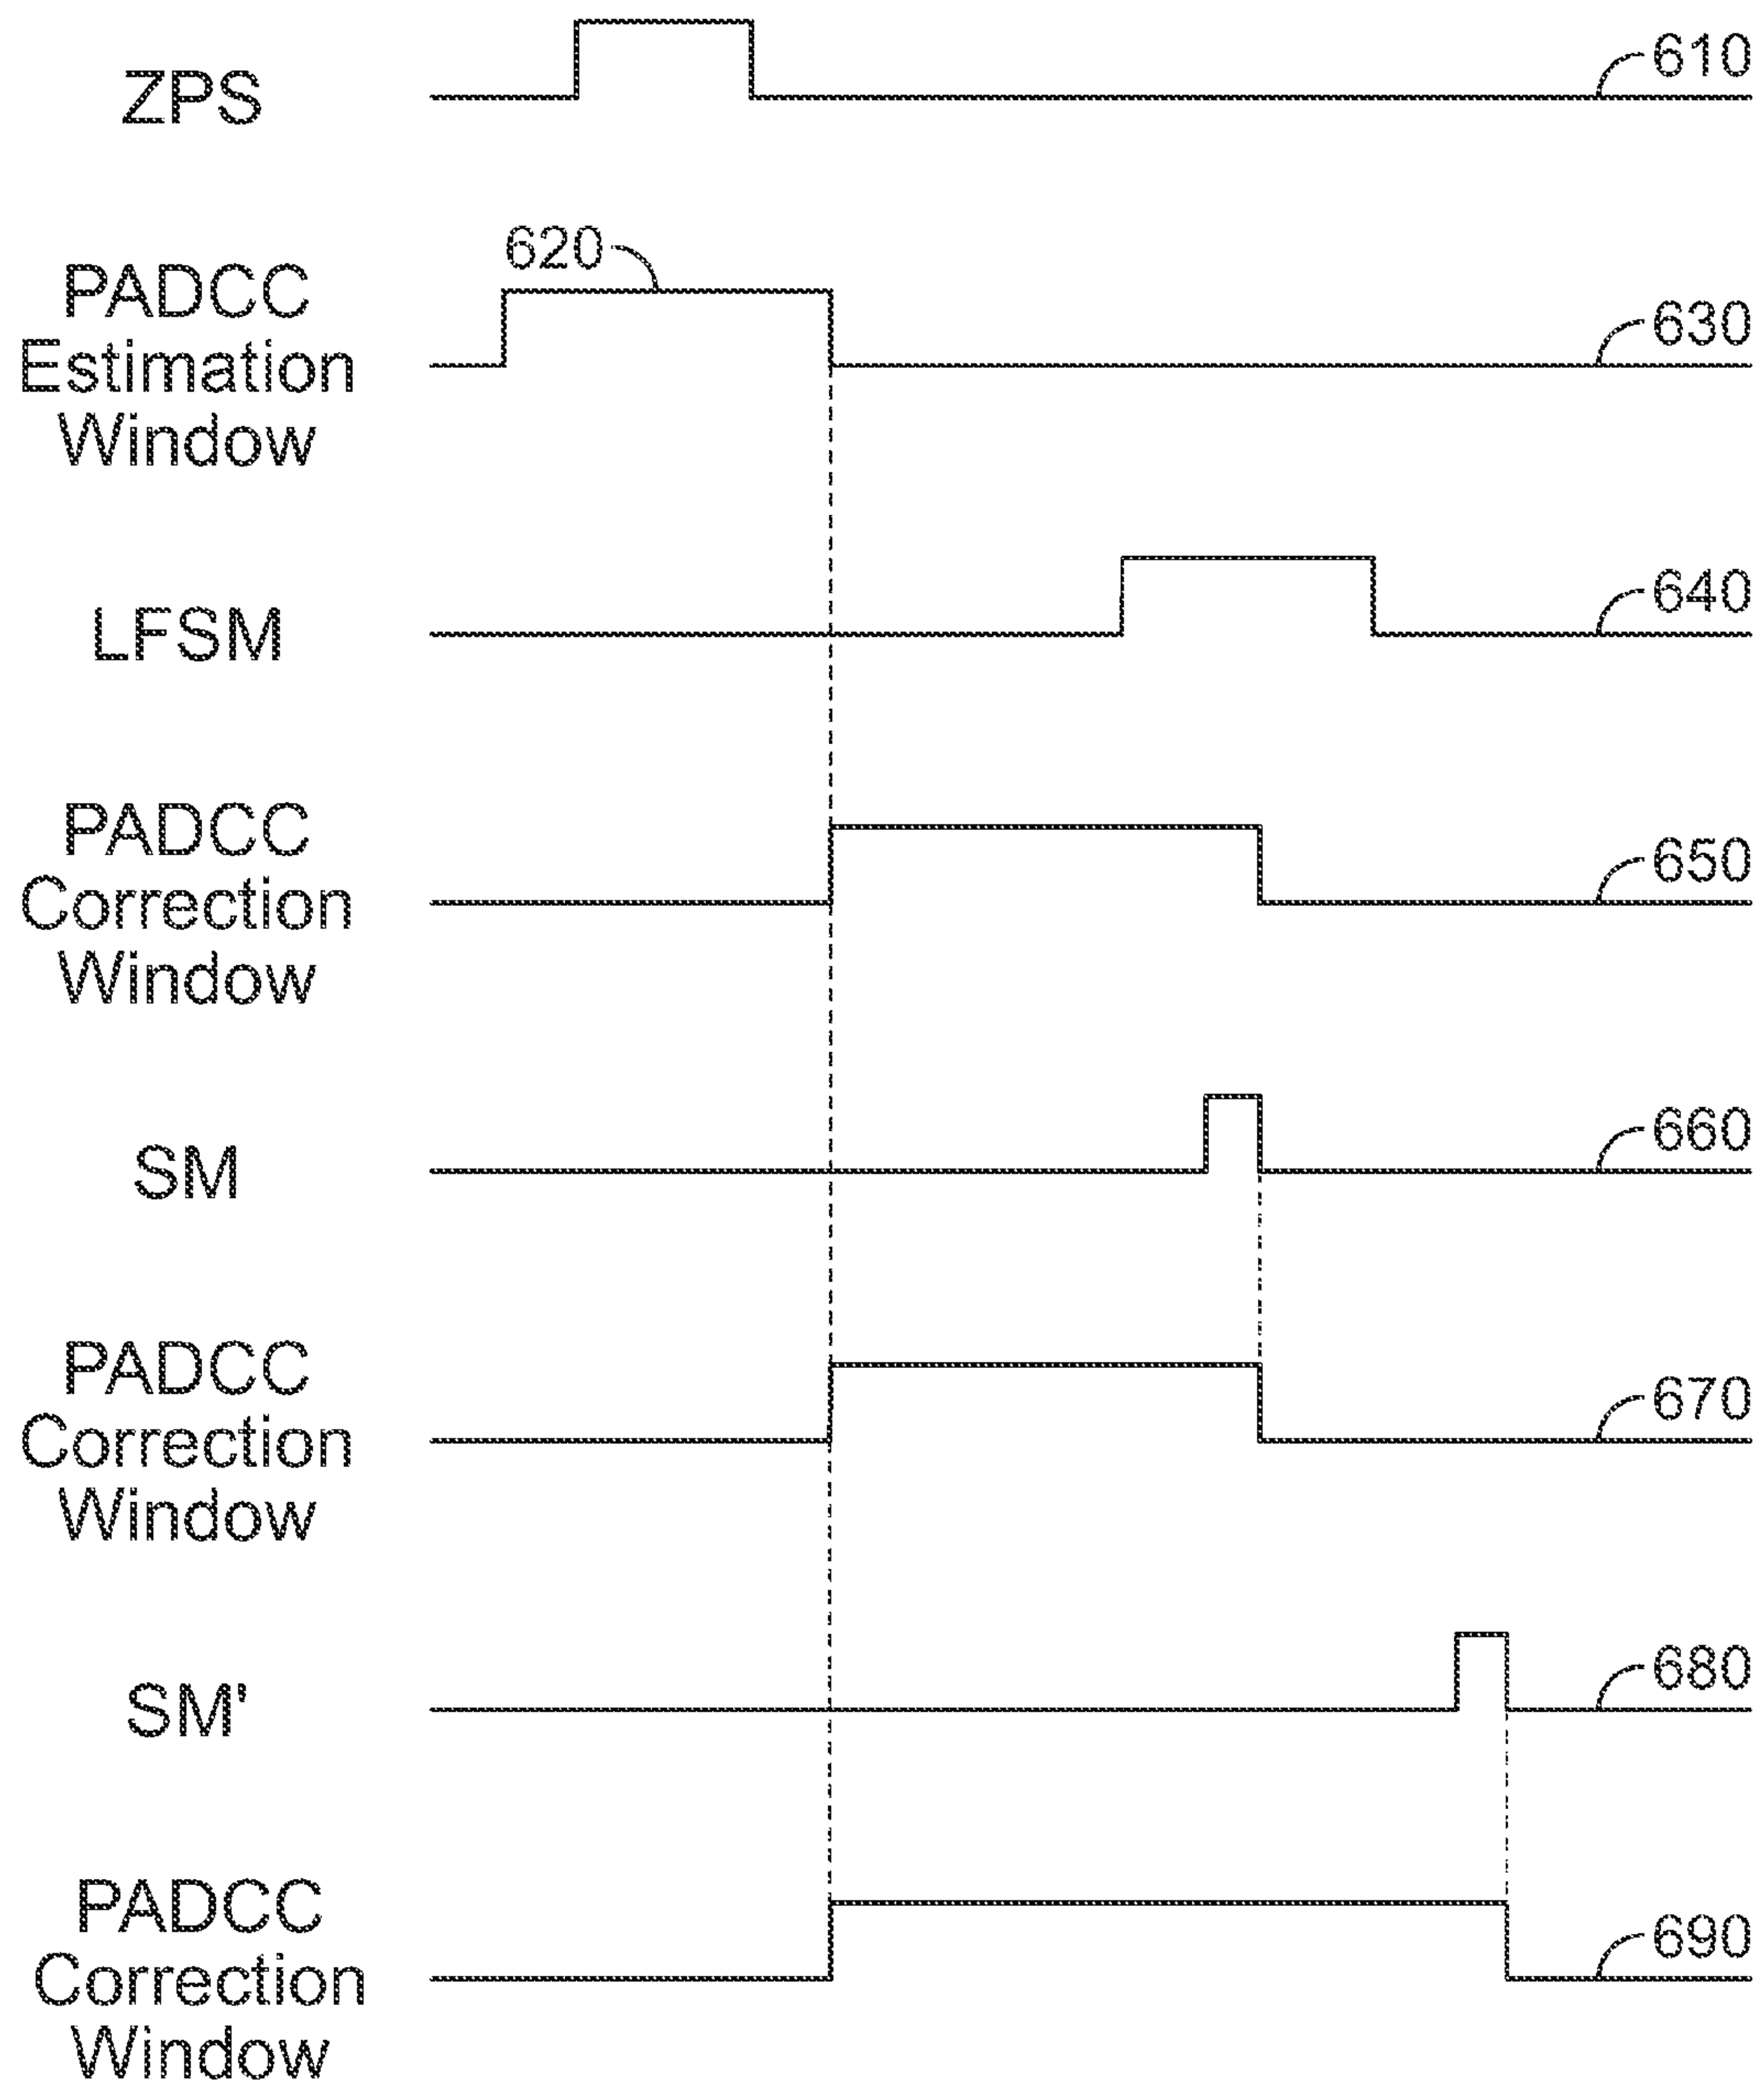 ZPS
610
620
PADCC
Estimation
Window
630
LFSM
640
PADCC
Correction
Window
650
SM
660
PADCC
Correction
Window
670
SM'
680
PADCC
Correction
Window
690